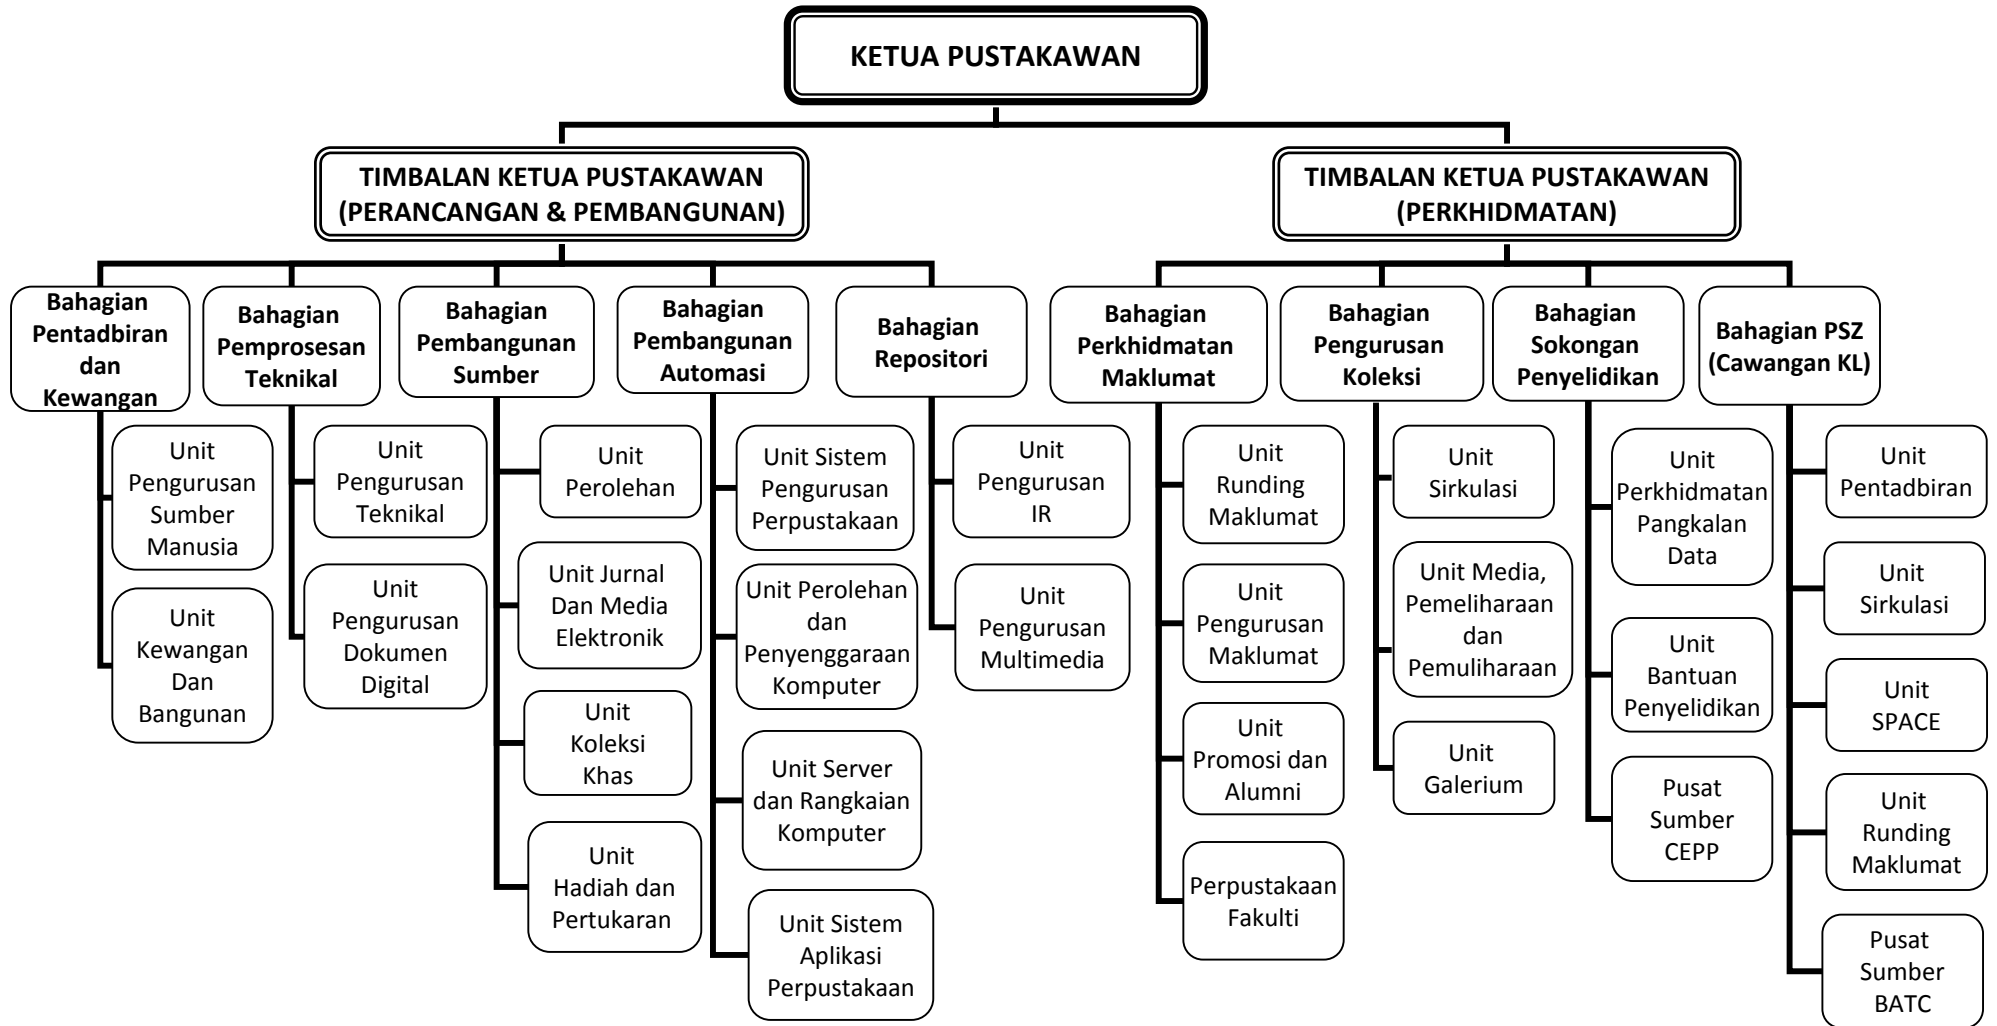 KETUA PUSTAKAWAN
TIMBALAN KETUA PUSTAKAWAN
(PERANCANGAN & PEMBANGUNAN)
TIMBALAN KETUA PUSTAKAWAN
(PERKHIDMATAN)
Bahagian
Pentadbiran
dan
Kewangan
Bahagian
Pemprosesan
Teknikal
Bahagian
Pembangunan
Sumber
Bahagian
Pembangunan
Automasi
Bahagian
Repositori
Bahagian
Perkhidmatan
Maklumat
Bahagian
Pengurusan
Koleksi
Bahagian
Sokongan
Penyelidikan
Bahagian PSZ
(Cawangan KL)
Unit
Pengurusan
Sumber
Manusia
Unit
Kewangan
Dan
Bangunan
Unit
Pengurusan
Teknikal
Unit
Pengurusan
Dokumen
Digital
Unit
Perolehan
Unit Jurnal
Dan Media
Elektronik
Unit
Koleksi
Khas
Unit
Hadiah dan
Pertukaran
Unit Sistem
Pengurusan
Perpustakaan
Unit Perolehan
dan
Penyenggaraan
Komputer
Unit Server
dan Rangkaian
Komputer
Unit Sistem
Aplikasi
Perpustakaan
Unit
Pengurusan
IR
Unit
Pengurusan
Multimedia
Unit
Runding
Maklumat
Unit
Pengurusan
Maklumat
Unit
Promosi dan
Alumni
Perpustakaan
Fakulti
Unit
Sirkulasi
Unit Media,
Pemeliharaan
dan
Pemuliharaan
Unit
Galerium
Unit
Perkhidmatan
Pangkalan
Data
Unit
Bantuan
Penyelidikan
Pusat
Sumber
CEPP
Unit
Pentadbiran
Unit
Sirkulasi
Unit
SPACE
Unit
Runding
Maklumat
Pusat
Sumber
BATC